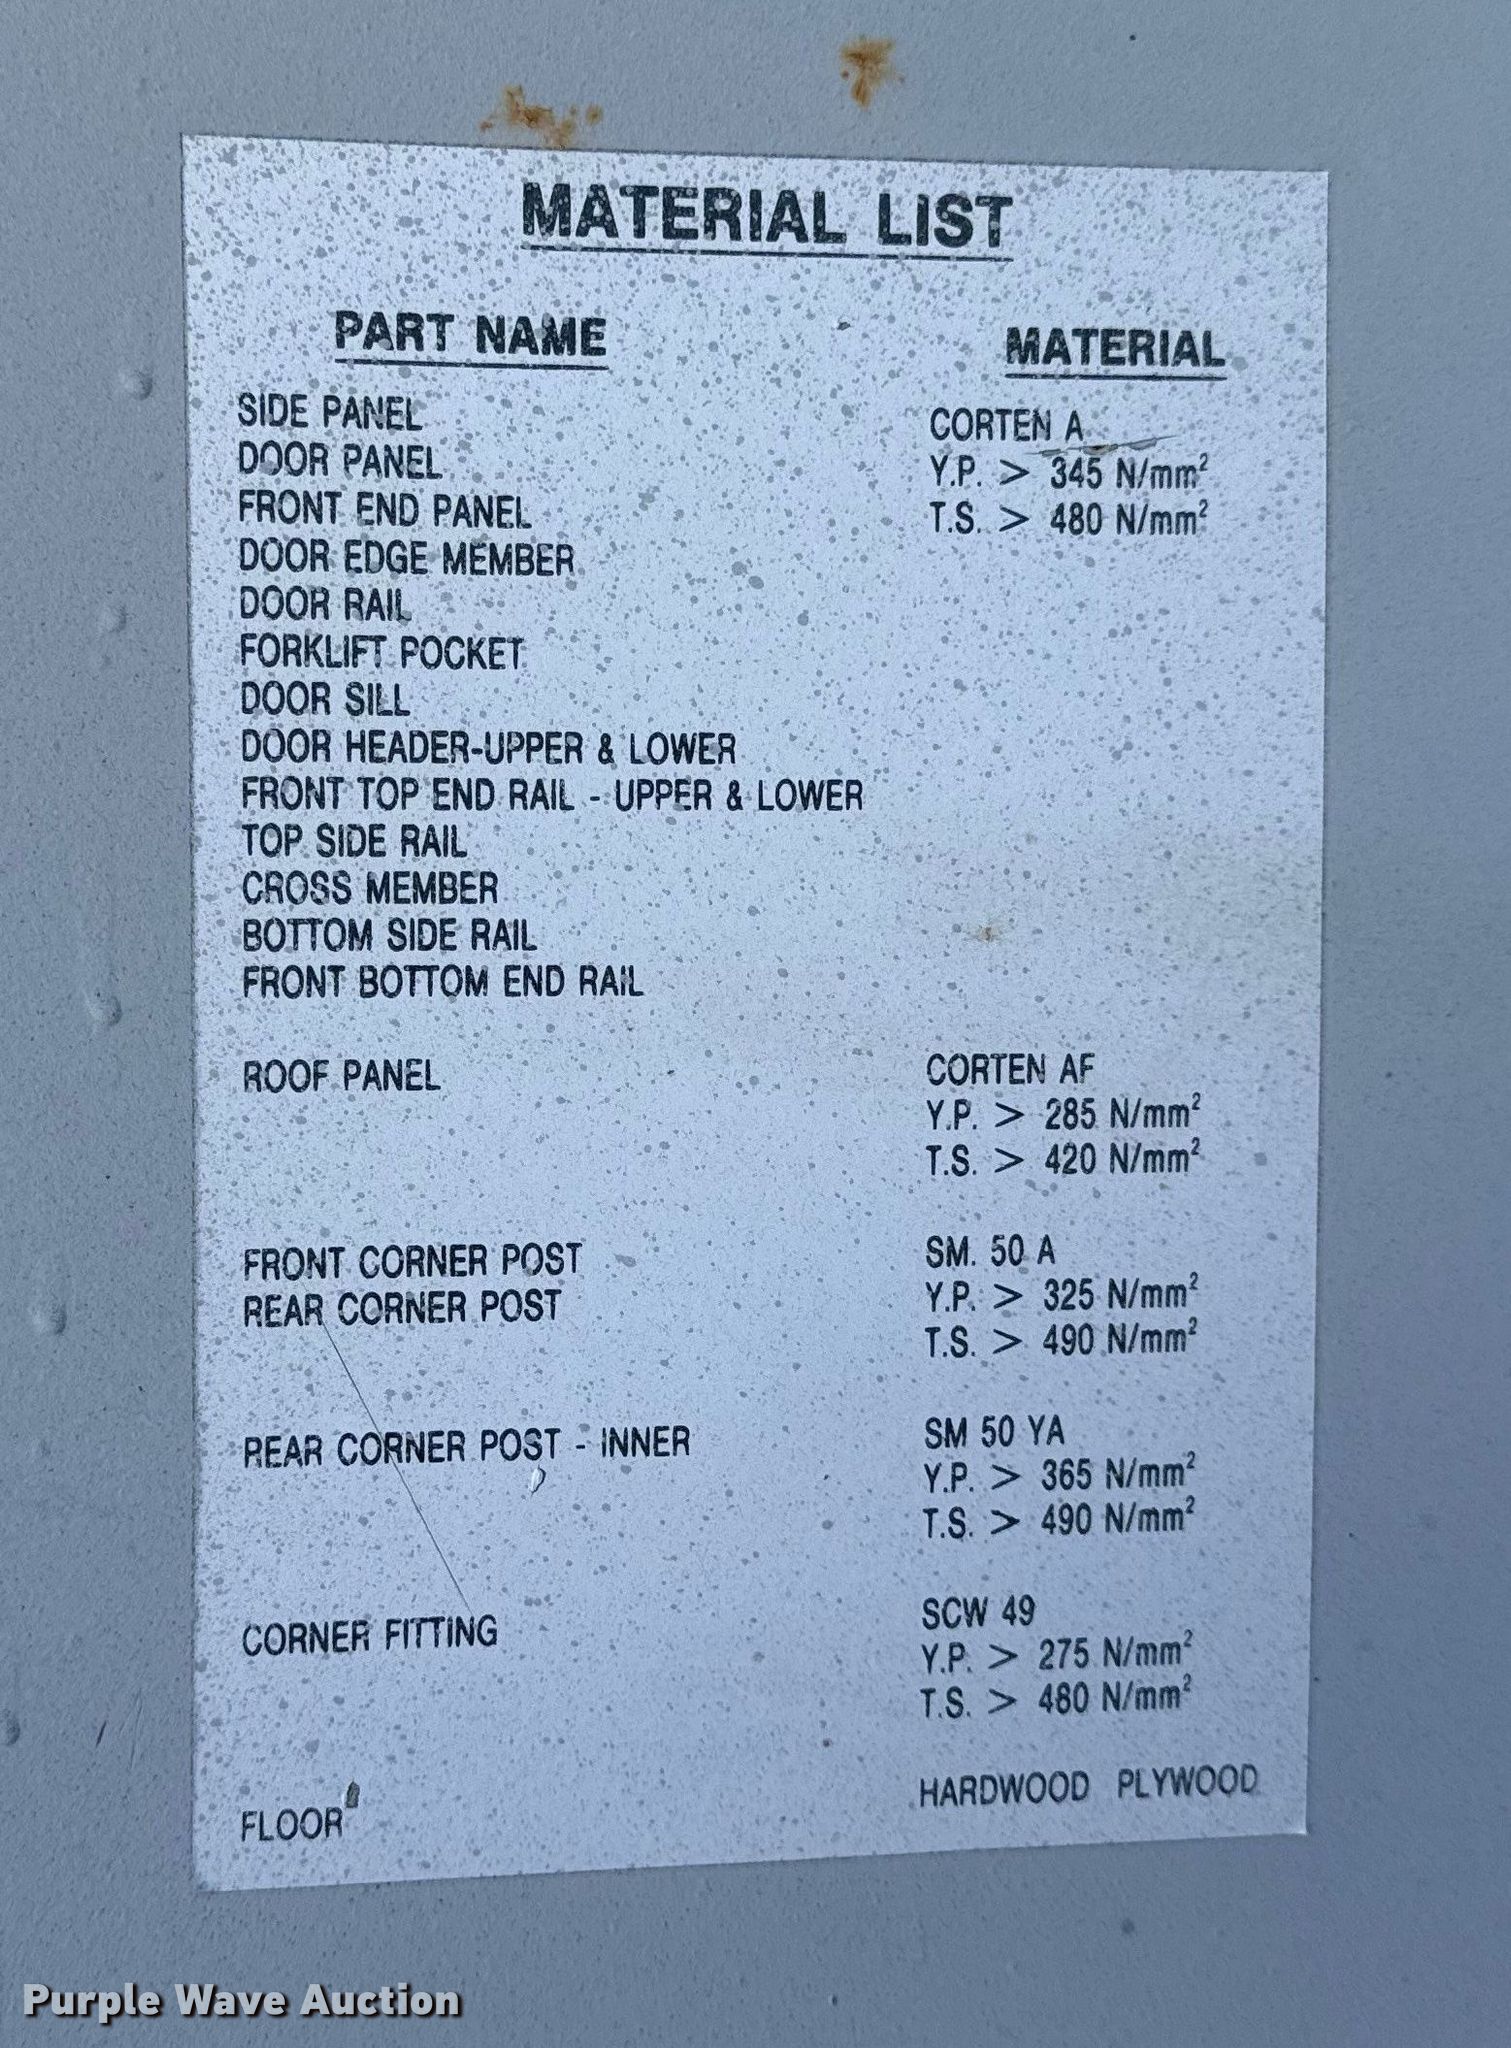 MATERIAL LIST
PART NAME MATERIAL
SIDE PANEL CORTEN A
DOOR PANEL Y.P. > 345 N/mm²
FRONT END PANEL T.S. > 480 N/mm²
DOOR EDGE MEMBER
DOOR RAIL
FORKLIFT POCKET
DOOR SILL
DOOR HEADER-UPPER & LOWER
FRONT TOP END RAIL - UPPER & LOWER
TOP SIDE RAIL
CROSS MEMBER
BOTTOM SIDE RAIL
FRONT BOTTOM END RAIL
ROOF PANEL CORTEN AF
Y.P. > 285 N/mm²
T.S. > 420 N/mm²
FRONT CORNER POST SM. 50 A
REAR CORNER POST Y.P. > 325 N/mm²
T.S. > 490 N/mm²
REAR CORNER POST - INNER SM 50 YA
Y.P. > 365 N/mm²
T.S. > 490 N/mm²
CORNER FITTING SCW 49
Y.P. > 275 N/mm²
T.S. > 480 N/mm²
FLOOR HARDWOOD PLYWOOD
Purple Wave Auction